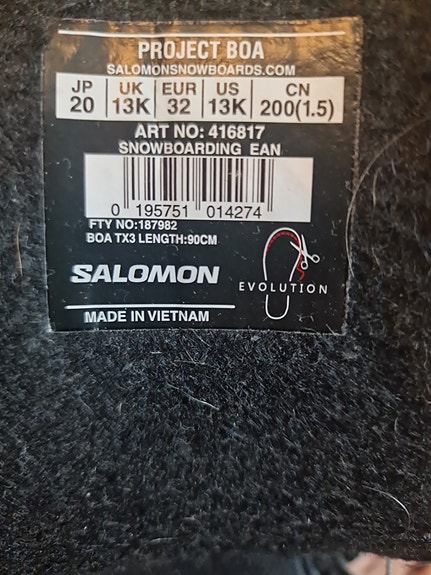 PROJECT BOA
SALOMONSNOWBOARDS.COM
JP UK EUR US CN
20 13K 32 13K 200(1.5)
ART NO: 416817
SNOWBOARDING EAN
0 195751 014274
FTY NO:187982
BOA TX3 LENGTH:90CM
SALOMON
EVOLUTION
MADE IN VIETNAM